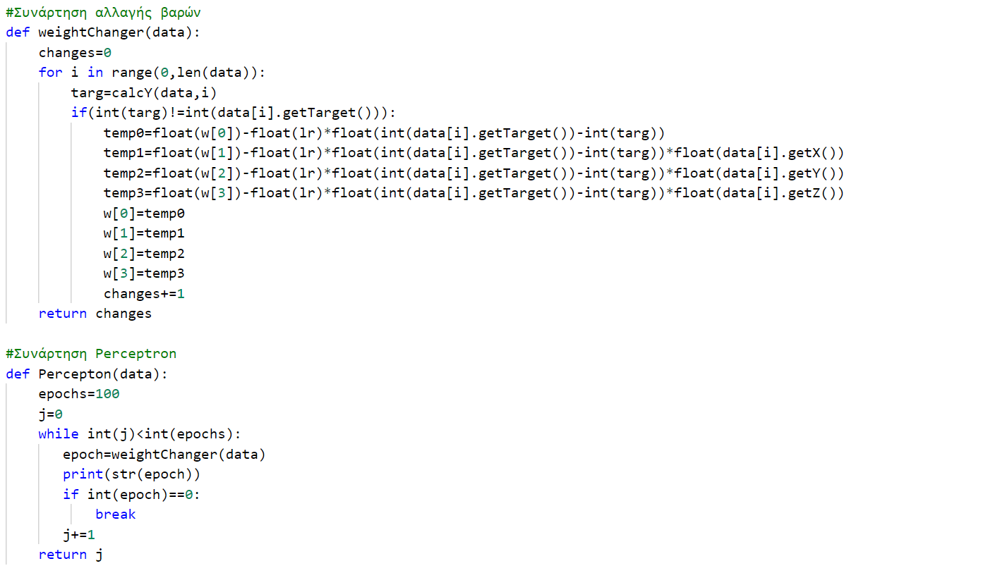 #Συνάρτηση αλλαγής βαρών
def weightChanger(data):
    changes=0
    for i in range(0,len(data)):
        targ=calcY(data,i)
        if(int(targ)!=int(data[i].getTarget())):
            temp0=float(w[0])-float(lr)*float(int(data[i].getTarget())-int(targ))
            temp1=float(w[1])-float(lr)*float(int(data[i].getTarget())-int(targ))*float(data[i].getX())
            temp2=float(w[2])-float(lr)*float(int(data[i].getTarget())-int(targ))*float(data[i].getY())
            temp3=float(w[3])-float(lr)*float(int(data[i].getTarget())-int(targ))*float(data[i].getZ())
            w[0]=temp0
            w[1]=temp1
            w[2]=temp2
            w[3]=temp3
            changes+=1
    return changes

#Συνάρτηση Perceptron
def Percepton(data):
    epochs=100
    j=0
    while int(j)<int(epochs):
       epoch=weightChanger(data)
       print(str(epoch))
       if int(epoch)==0:
           break
       j+=1
    return j